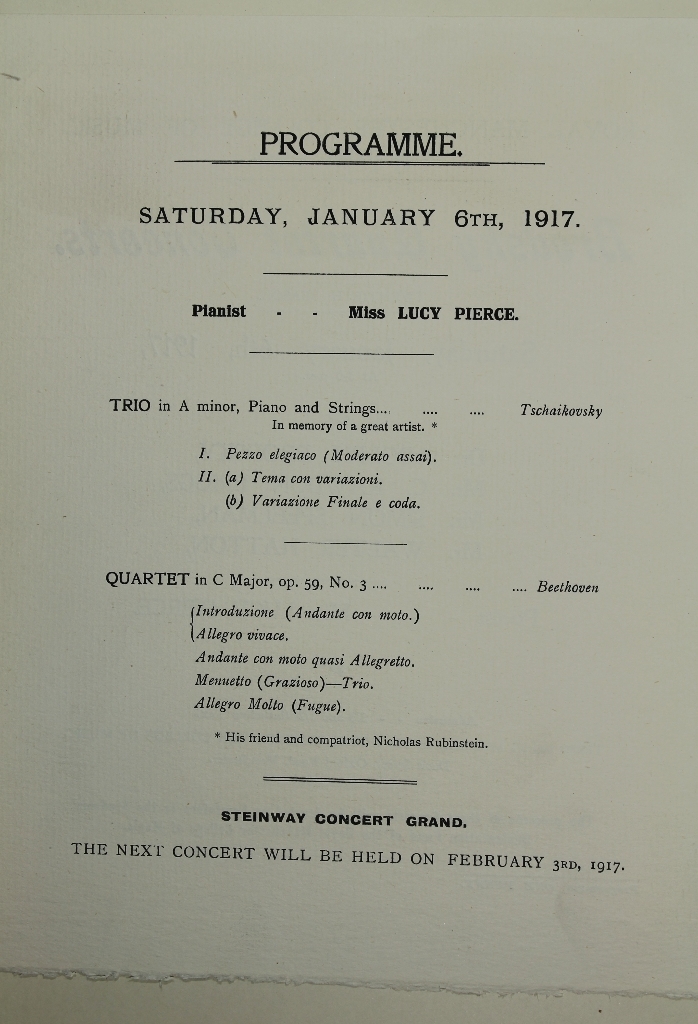 PROGRAMME.
SATURDAY, JANUARY 6TH, 1917.
Pianist - - Miss LUCY PIERCE.
TRIO in A minor, Piano and Strings.... .... .... Tschaikovsky
In memory of a great artist. *
I. Pezzo elegiaco (Moderato assai).
II. (a) Tema con variazioni.
(b) Variazione Finale e coda.
QUARTET in C Major, op. 59, No. 3 .... .... .... .... Beethoven
Introduzione (Andante con moto.)
Allegro vivace.
Andante con moto quasi Allegretto.
Menuetto (Grazioso)—Trio.
Allegro Molto (Fugue).
* His friend and compatriot, Nicholas Rubinstein.
STEINWAY CONCERT GRAND.
THE NEXT CONCERT WILL BE HELD ON FEBRUARY 3RD, 1917.